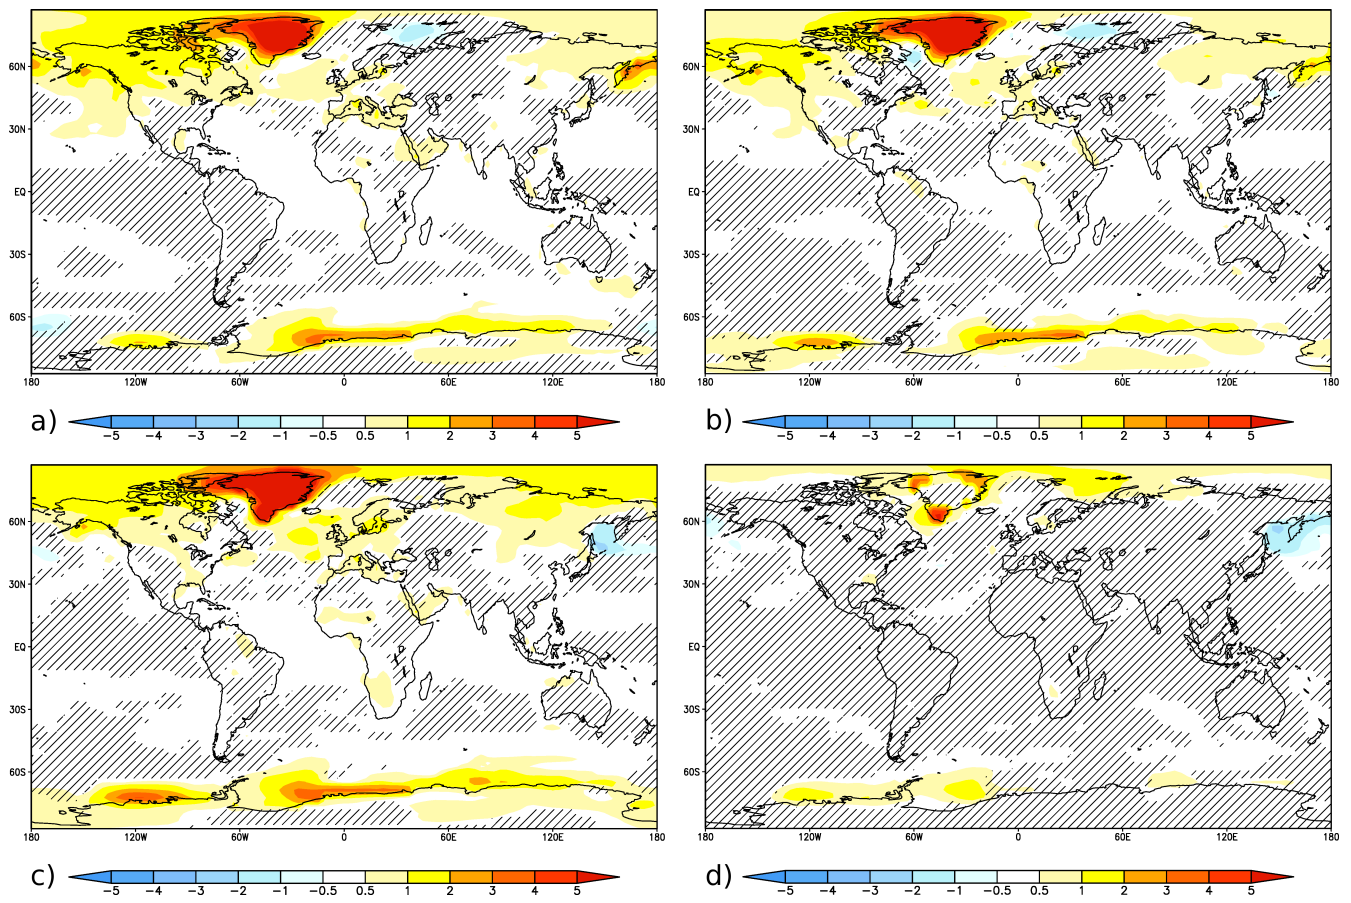 60N 60N
30N 30N
EQ EQ
30S 30S
60S 60S
180 120W 60W 0 60E 120E 180 180 120W 60W 0 60E 120E 180
a) −5 −4 −3 −2 −1 −0.5 0.5 1 2 3 4 5 b) −5 −4 −3 −2 −1 −0.5 0.5 1 2 3 4 5
60N 60N
30N 30N
EQ EQ
30S 30S
60S 60S
180 120W 60W 0 60E 120E 180 180 120W 60W 0 60E 120E 180
c) −5 −4 −3 −2 −1 −0.5 0.5 1 2 3 4 5 d) −5 −4 −3 −2 −1 −0.5 0.5 1 2 3 4 5